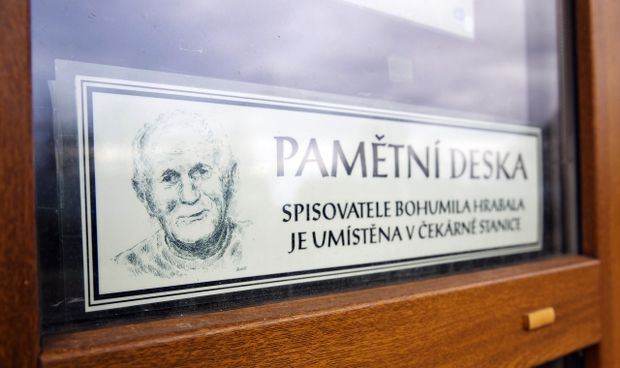 PAMĚTNÍ DESKA
SPISOVATELE BOHUMILA HRABALA
JE UMÍSTĚNA V ČEKÁRNĚ STANICE